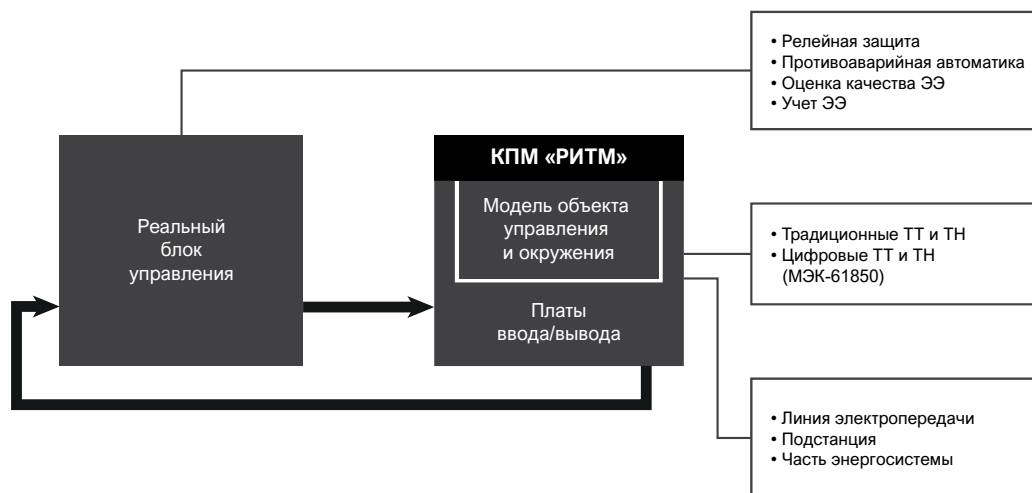 • Релейная защита
• Противоаварийная автоматика
• Оценка качества ЭЭ
• Учет ЭЭ
КПМ «РИТМ»
Реальный
блок
управления
Модель объекта
управления
и окружения
Платы
ввода/вывода
• Традиционные ТТ и ТН
• Цифровые ТТ и ТН
(МЭК-61850)
• Линия электропередачи
• Подстанция
• Часть энергосистемы